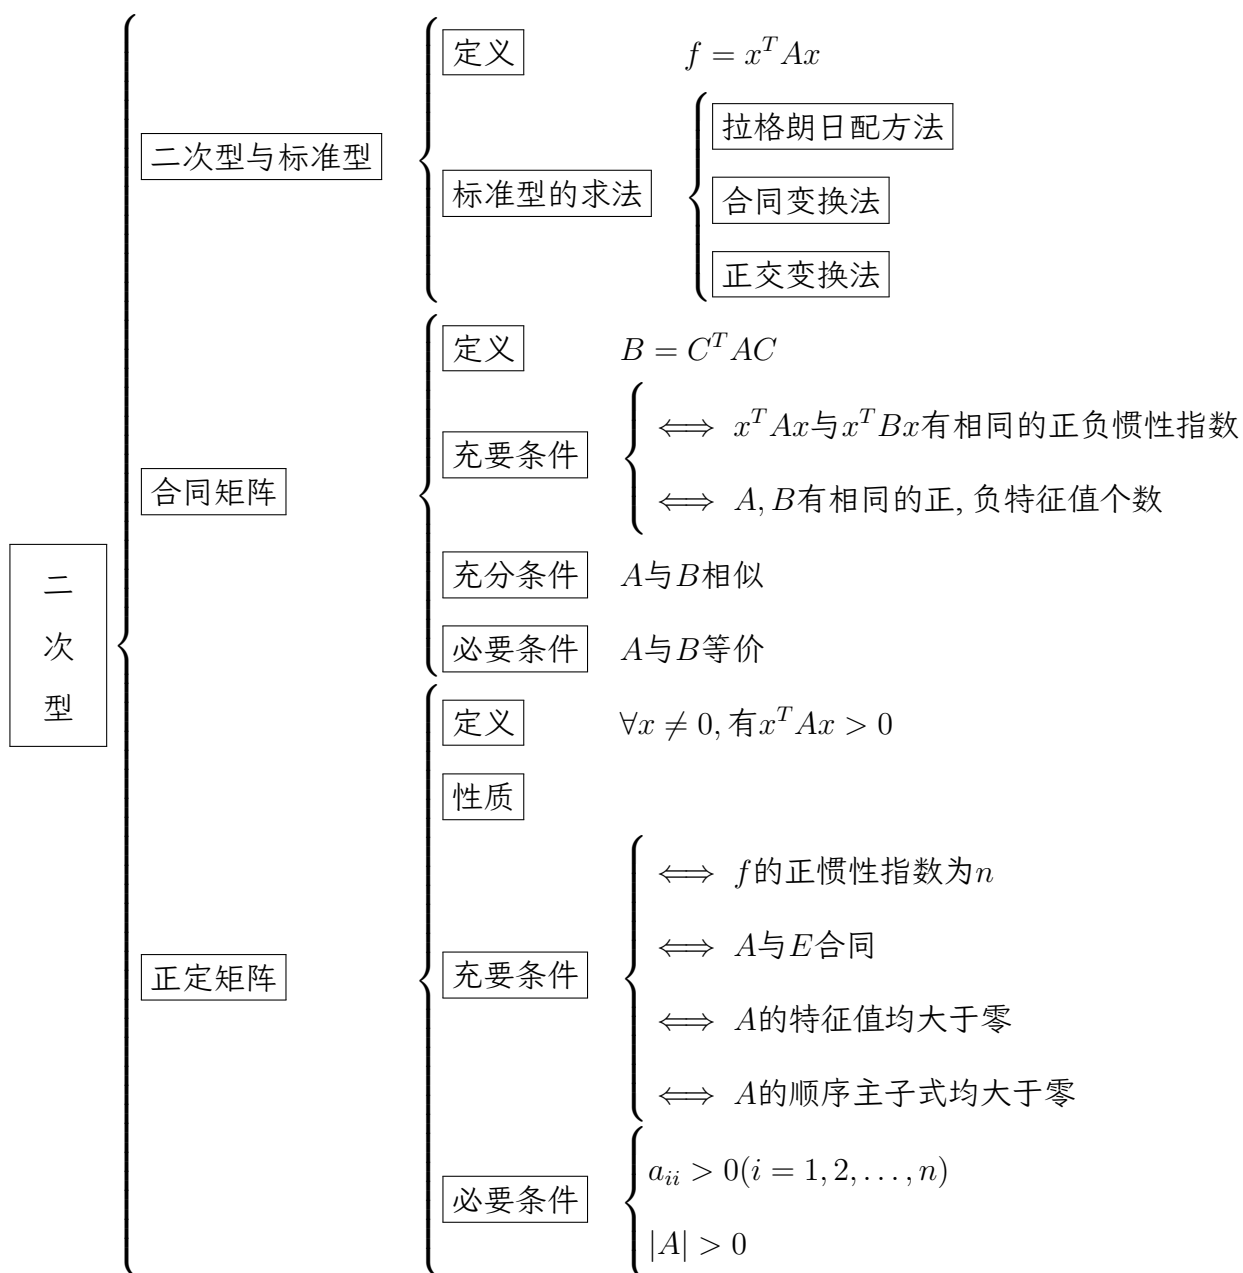 二
次
型
二次型与标准型
定义 f = x^T Ax
标准型的求法
拉格朗日配方法
合同变换法
正交变换法
合同矩阵
定义 B = C^T AC
充要条件
⟺ x^T Ax与x^T Bx有相同的正负惯性指数
⟺ A, B有相同的正, 负特征值个数
充分条件 A与B相似
必要条件 A与B等价
正定矩阵
定义 ∀x ≠ 0, 有x^T Ax > 0
性质
充要条件
⟺ f的正惯性指数为n
⟺ A与E合同
⟺ A的特征值均大于零
⟺ A的顺序主子式均大于零
必要条件
a_{ii} > 0(i = 1, 2, . . . , n)
|A| > 0